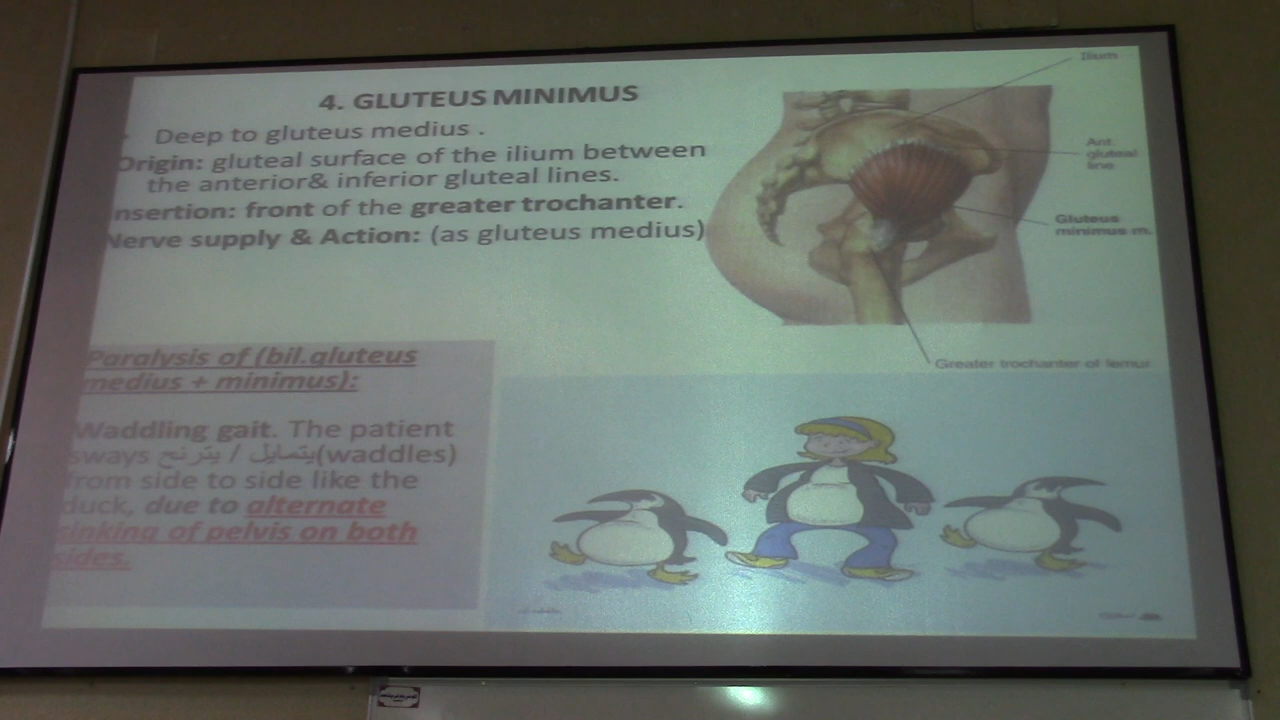 4. GLUTEUS MINIMUS
Deep to gluteus medius .
Origin: gluteal surface of the ilium between
the anterior& inferior gluteal lines.
nsertion: front of the greater trochanter.
Nerve supply & Action: (as gluteus medius)
Ilium
Ant.
gluteal
line
Gluteus
minimus m.
Greater trochanter of femur
Paralysis of (bil.gluteus
medius + minimus):
Waddling gait. The patient
sways يتمايل / يترنح(waddles)
from side to side like the
duck, due to alternate
sinking of pelvis on both
sides.